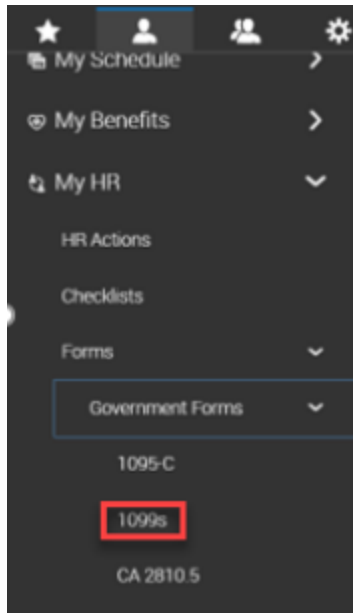 My Schedule
My Benefits
My HR
HR Actions
Checklists
Forms
Government Forms
1095-C
1099s
CA 2810.5